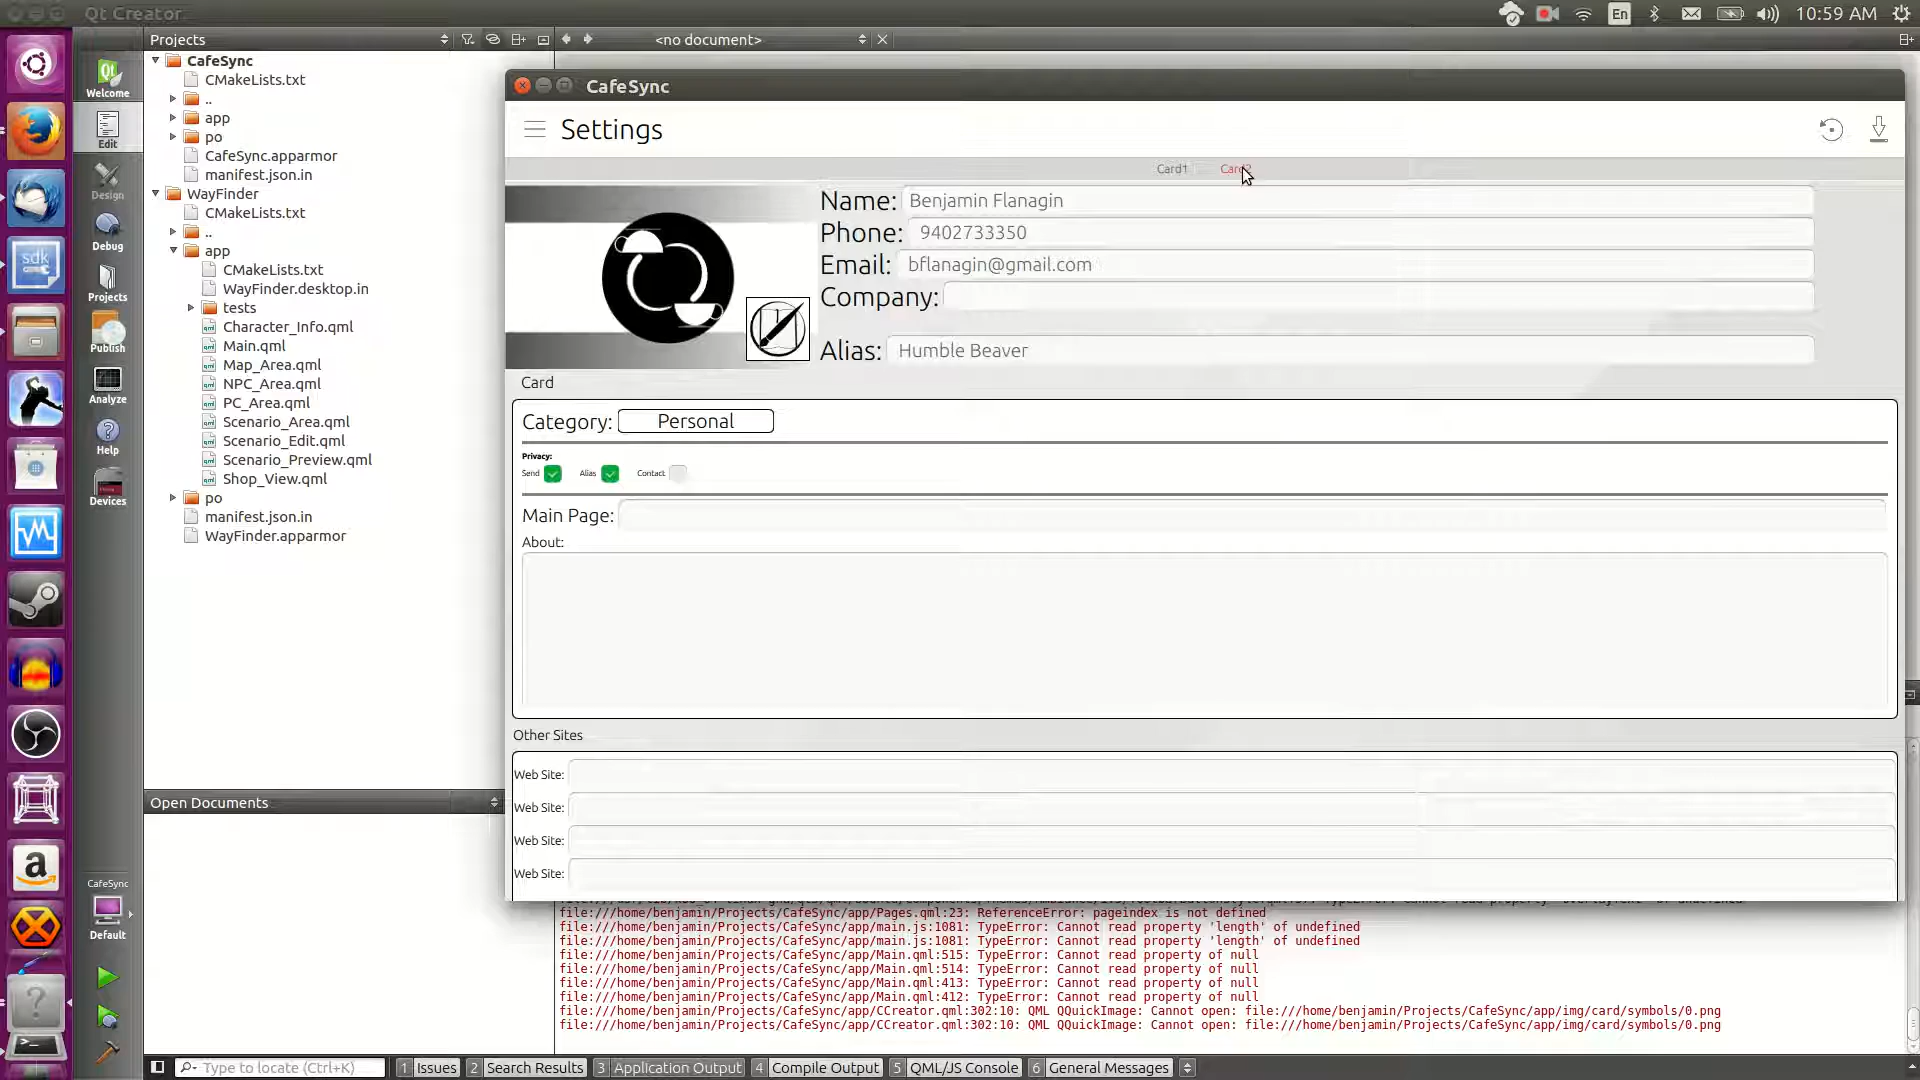 Qt Creator
En
10:59 AM
Projects
<no document>
Welcome
Edit
Design
Debug
Projects
Publish
Analyze
Help
Devices
CafeSync
Default
CafeSync
CMakeLists.txt
..
app
po
CafeSync.apparmor
manifest.json.in
WayFinder
CMakeLists.txt
..
app
CMakeLists.txt
WayFinder.desktop.in
tests
Character_Info.qml
Main.qml
Map_Area.qml
NPC_Area.qml
PC_Area.qml
Scenario_Area.qml
Scenario_Edit.qml
Scenario_Preview.qml
Shop_View.qml
po
manifest.json.in
WayFinder.apparmor
Open Documents
CafeSync
Settings
Card1
Name: Benjamin Flanagin
Phone: 9402733350
Email: bflanagin@gmail.com
Company:
Alias: Humble Beaver
Card
Category: Personal
Privacy:
Send Alias Contact
Main Page:
About:
Other Sites
Web Site:
Web Site:
Web Site:
Web Site:
file:///home/benjamin/Projects/CafeSync/app/Pages.qml:23: ReferenceError: pageindex is not defined
file:///home/benjamin/Projects/CafeSync/app/main.js:1081: TypeError: Cannot read property 'length' of undefined
file:///home/benjamin/Projects/CafeSync/app/main.js:1081: TypeError: Cannot read property 'length' of undefined
file:///home/benjamin/Projects/CafeSync/app/Main.qml:515: TypeError: Cannot read property of null
file:///home/benjamin/Projects/CafeSync/app/Main.qml:514: TypeError: Cannot read property of null
file:///home/benjamin/Projects/CafeSync/app/Main.qml:413: TypeError: Cannot read property of null
file:///home/benjamin/Projects/CafeSync/app/Main.qml:412: TypeError: Cannot read property of null
file:///home/benjamin/Projects/CafeSync/app/CCreator.qml:302:10: QML QQuickImage: Cannot open: file:///home/benjamin/Projects/CafeSync/app/img/card/symbols/0.png
file:///home/benjamin/Projects/CafeSync/app/CCreator.qml:302:10: QML QQuickImage: Cannot open: file:///home/benjamin/Projects/CafeSync/app/img/card/symbols/0.png
Type to locate (Ctrl+K)
1 Issues
2 Search Results
3 Application Output
4 Compile Output
5 QML/JS Console
6 General Messages